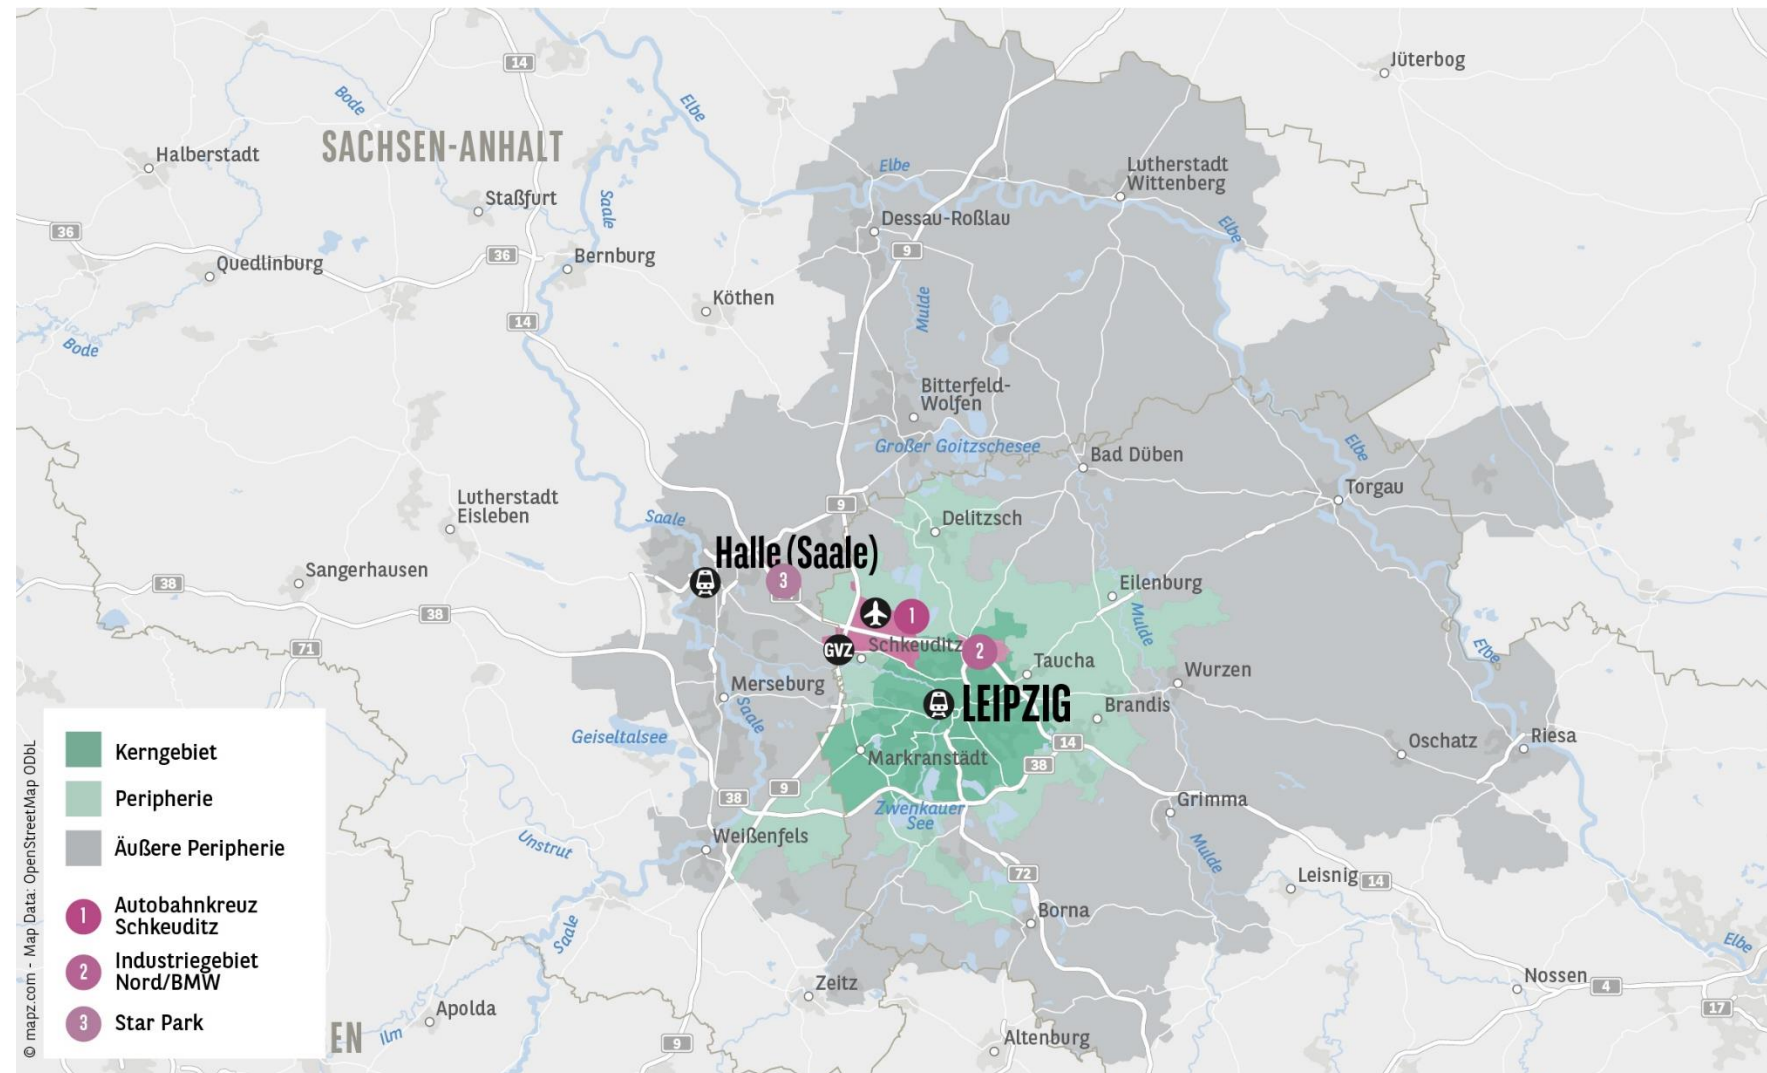 Jüterbog
14
Bode
Elbe
SACHSEN-ANHALT
Halberstadt
Elbe
Lutherstadt
Wittenberg
Staßfurt
Saale
Dessau-Roßlau
Elbe
36
9
36
Bernburg
Quedlinburg
Köthen
Mulde
14
Bode
Bitterfeld-
Wolfen
Großer Goitzschesee
Elbe
Bad Düben
Torgau
Lutherstadt
Eisleben
9
Saale
Delitzsch
Halle (Saale)
Sangerhausen
38
3
Eilenburg
38
1
Mulde
71
GVZ
Schkeuditz
2
Taucha
Elbe
Wurzen
Merseburg
LEIPZIG
Brandis
Saale
Geiseltalsee
14
Oschatz
Riesa
Markranstädt
38
9
38
Zwenkauer
See
Grimma
Weißenfels
Unstrut
Mulde
72
Leisnig
14
Borna
Saale
Elbe
Nossen
4
Zeitz
17
Apolda
Ilm
EN
9
Altenburg
Kerngebiet
Peripherie
Äußere Peripherie
1 Autobahnkreuz
Schkeuditz
2 Industriegebiet
Nord/BMW
3 Star Park
© mapz.com - Map Data: OpenStreetMap ODbL